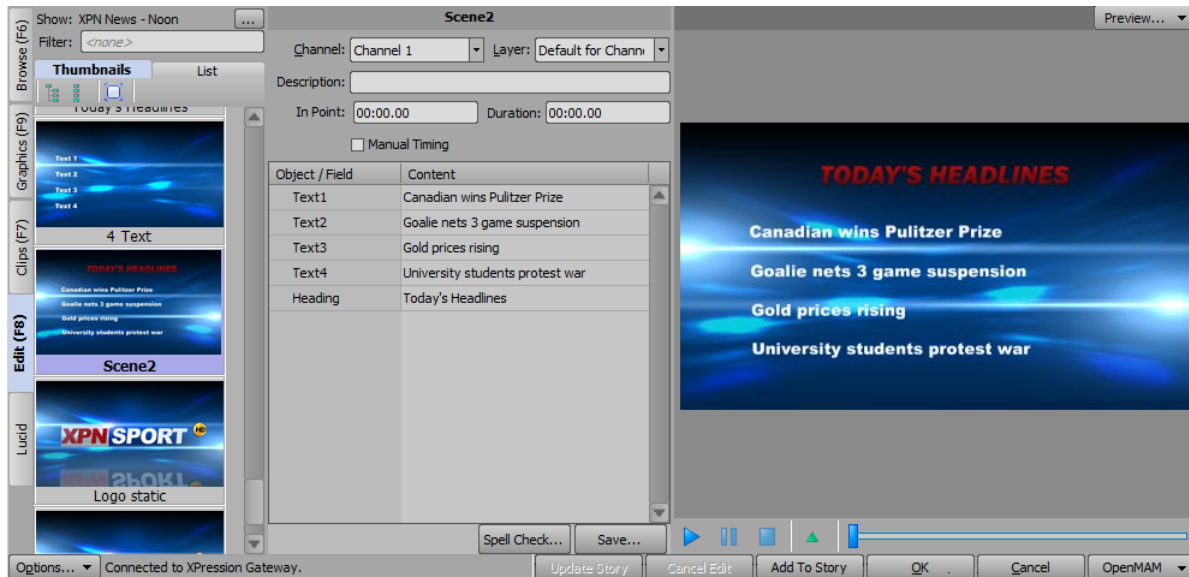 Show: XPN News - Noon
...
Filter: <none>
Thumbnails
List
Browse (F6)
Graphics (F9)
Clips (F7)
Edit (F8)
Lucid
Today's Headlines
Text 1
Text 2
Text 3
Text 4
4 Text
TODAY'S HEADLINES
Canadian wins Pulitzer Prize
Goalie nets 3 game suspension
Gold prices rising
University students protest war
Scene2
XPN SPORT HD
Logo static
Scene2
Channel: Channel 1 Layer: Default for Chann
Description:
In Point: 00:00.00 Duration: 00:00.00
Manual Timing
Object / Field Content
Text1 Canadian wins Pulitzer Prize
Text2 Goalie nets 3 game suspension
Text3 Gold prices rising
Text4 University students protest war
Heading Today's Headlines
Spell Check... Save...
Preview...
TODAY'S HEADLINES
Canadian wins Pulitzer Prize
Goalie nets 3 game suspension
Gold prices rising
University students protest war
Options... Connected to XPression Gateway. Update Story Cancel Edit Add To Story OK Cancel OpenMAM